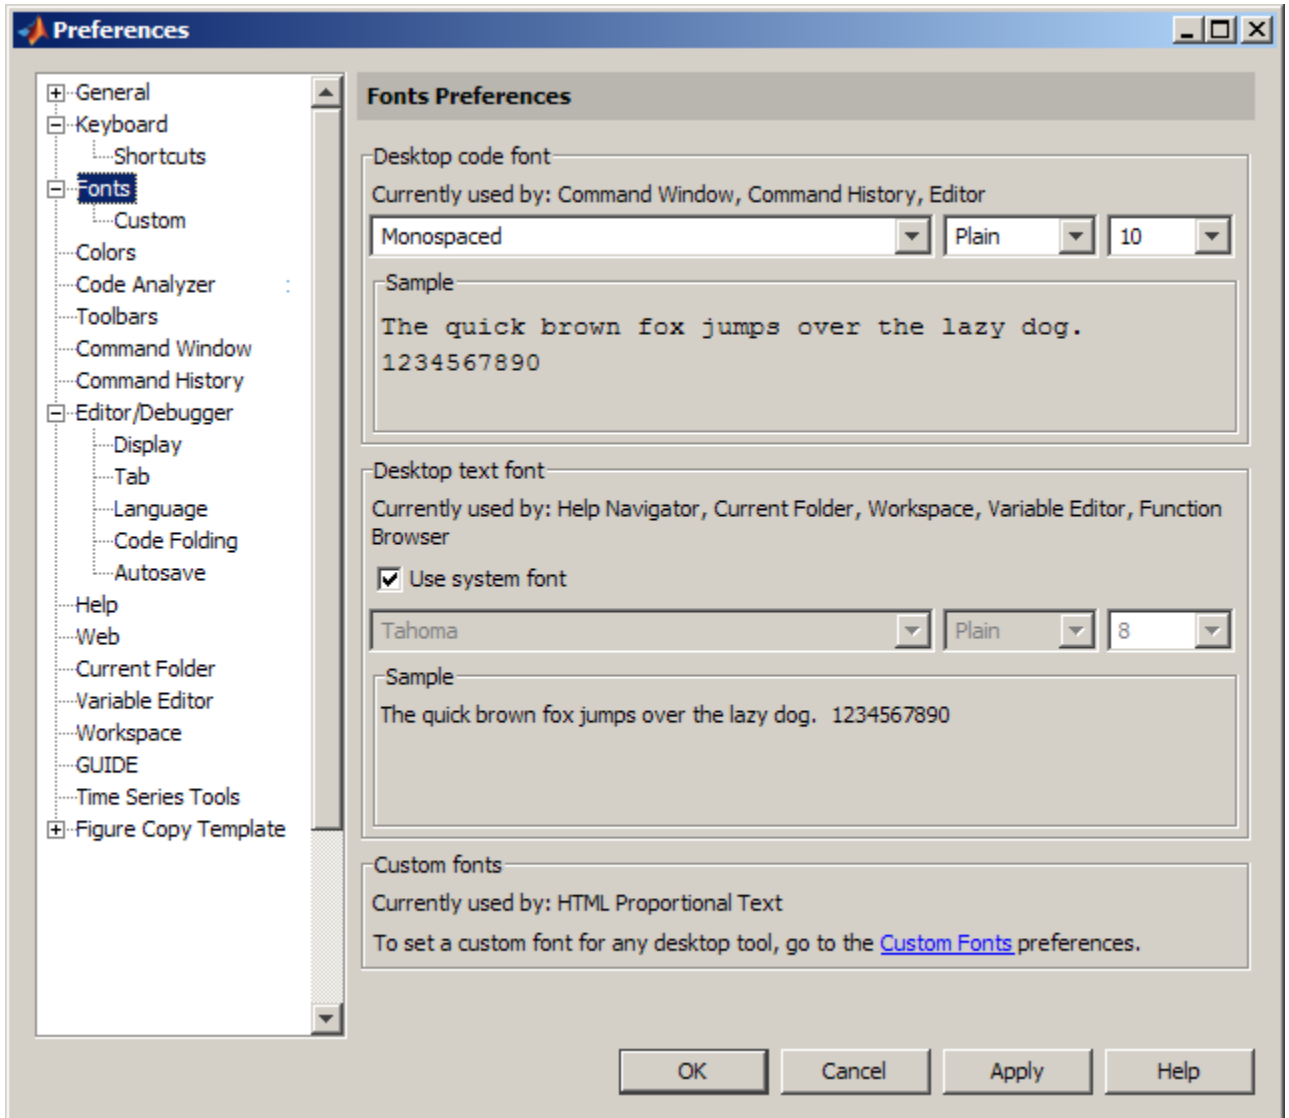 Preferences
General
Keyboard
Shortcuts
Fonts
Custom
Colors
Code Analyzer
Toolbars
Command Window
Command History
Editor/Debugger
Display
Tab
Language
Code Folding
Autosave
Help
Web
Current Folder
Variable Editor
Workspace
GUIDE
Time Series Tools
Figure Copy Template
Fonts Preferences
Desktop code font
Currently used by: Command Window, Command History, Editor
Monospaced Plain 10
Sample
The quick brown fox jumps over the lazy dog.
1234567890
Desktop text font
Currently used by: Help Navigator, Current Folder, Workspace, Variable Editor, Function
Browser
Use system font
Tahoma Plain 8
Sample
The quick brown fox jumps over the lazy dog. 1234567890
Custom fonts
Currently used by: HTML Proportional Text
To set a custom font for any desktop tool, go to the Custom Fonts preferences.
OK Cancel Apply Help